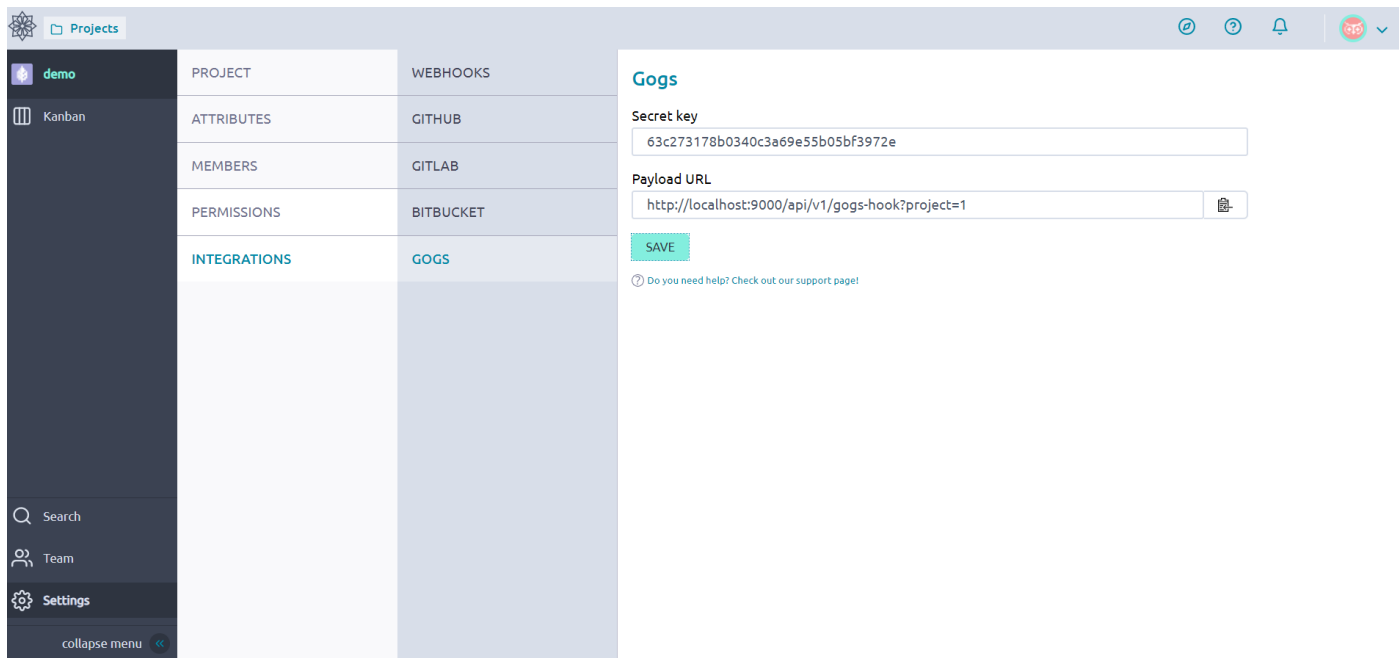 Projects
demo
Kanban
Search
Team
Settings
collapse menu
PROJECT
ATTRIBUTES
MEMBERS
PERMISSIONS
INTEGRATIONS
WEBHOOKS
GITHUB
GITLAB
BITBUCKET
GOGS
Gogs
Secret key
63c273178b0340c3a69e55b05bf3972e
Payload URL
http://localhost:9000/api/v1/gogs-hook?project=1
SAVE
Do you need help? Check out our support page!